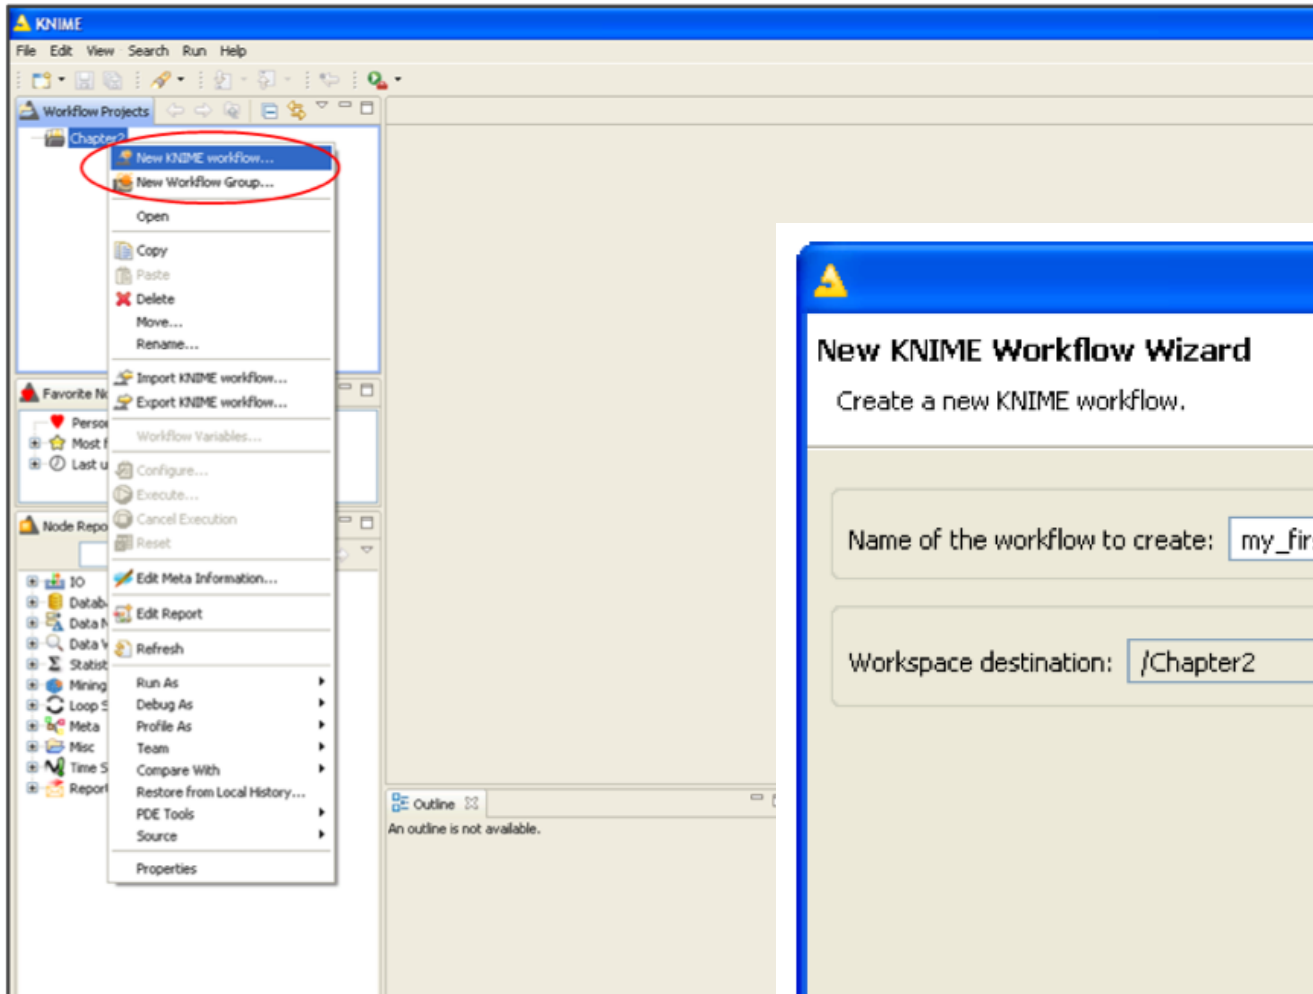 KNIME
File Edit View Search Run Help
Workflow Projects
Chapter2
New KNIME workflow...
New Workflow Group...
Open
Copy
Paste
Delete
Move...
Rename...
Import KNIME workflow...
Export KNIME workflow...
Workflow Variables...
Configure...
Execute...
Cancel Execution
Reset
Edit Meta Information...
Edit Report
Refresh
Run As
Debug As
Profile As
Team
Compare With
Restore from Local History...
PDE Tools
Source
Properties
Favorite No
Perso
Most f
Last u
Node Repo
IO
Datab
Data M
Data V
Statist
Mining
Loop S
Meta
Misc
Time S
Report
Outline
An outline is not available.
New KNIME Workflow Wizard
Create a new KNIME workflow.
Name of the workflow to create: my_firs
Workspace destination: /Chapter2